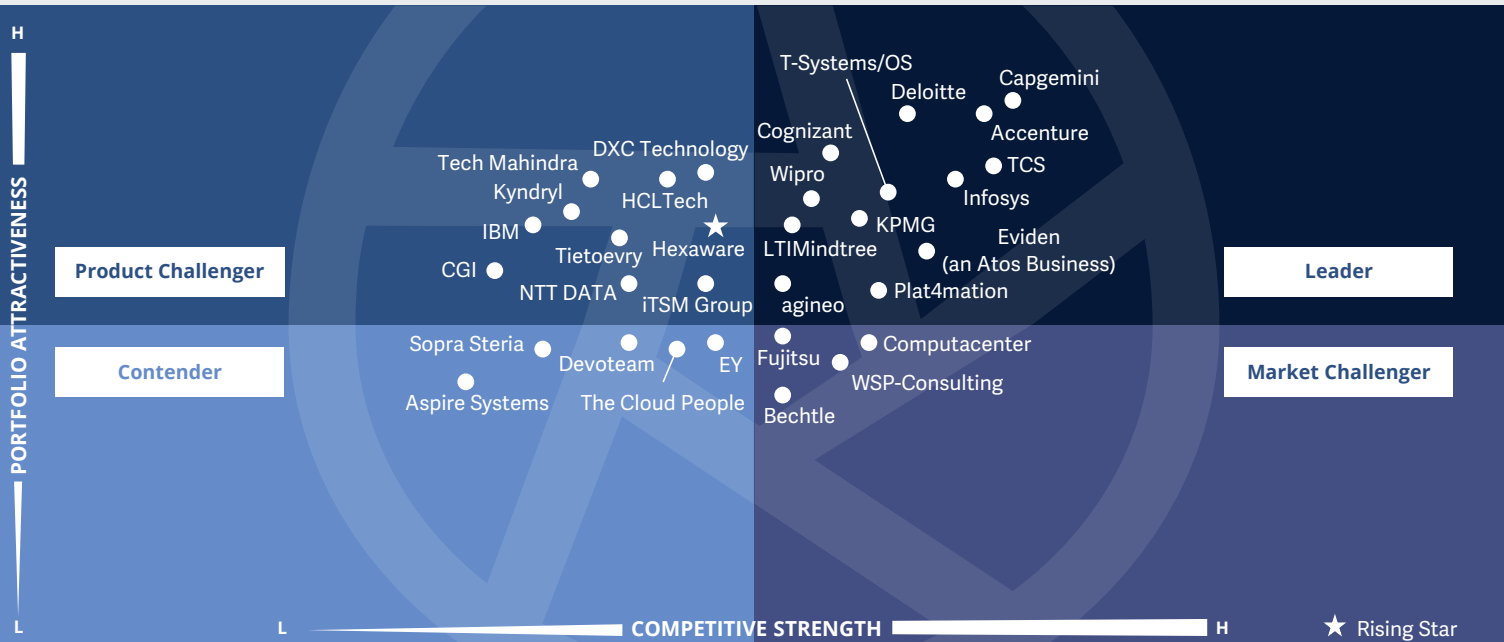 H
T-Systems/OS
Capgemini
Deloitte
Accenture
Cognizant
DXC Technology
Tech Mahindra
TCS
Wipro
Kyndryl
HCLTech
Infosys
IBM
KPMG
Eviden
(an Atos Business)
Tietoevry
Hexaware
LTIMindtree
CGI
Product Challenger
Leader
NTT DATA
iTSM Group
agineo
Plat4mation
PORTFOLIO ATTRACTIVENESS
Sopra Steria
Devoteam
EY
Fujitsu
Computacenter
Contender
Market Challenger
WSP-Consulting
Aspire Systems
The Cloud People
Bechtle
L
L
COMPETITIVE STRENGTH
H
Rising Star